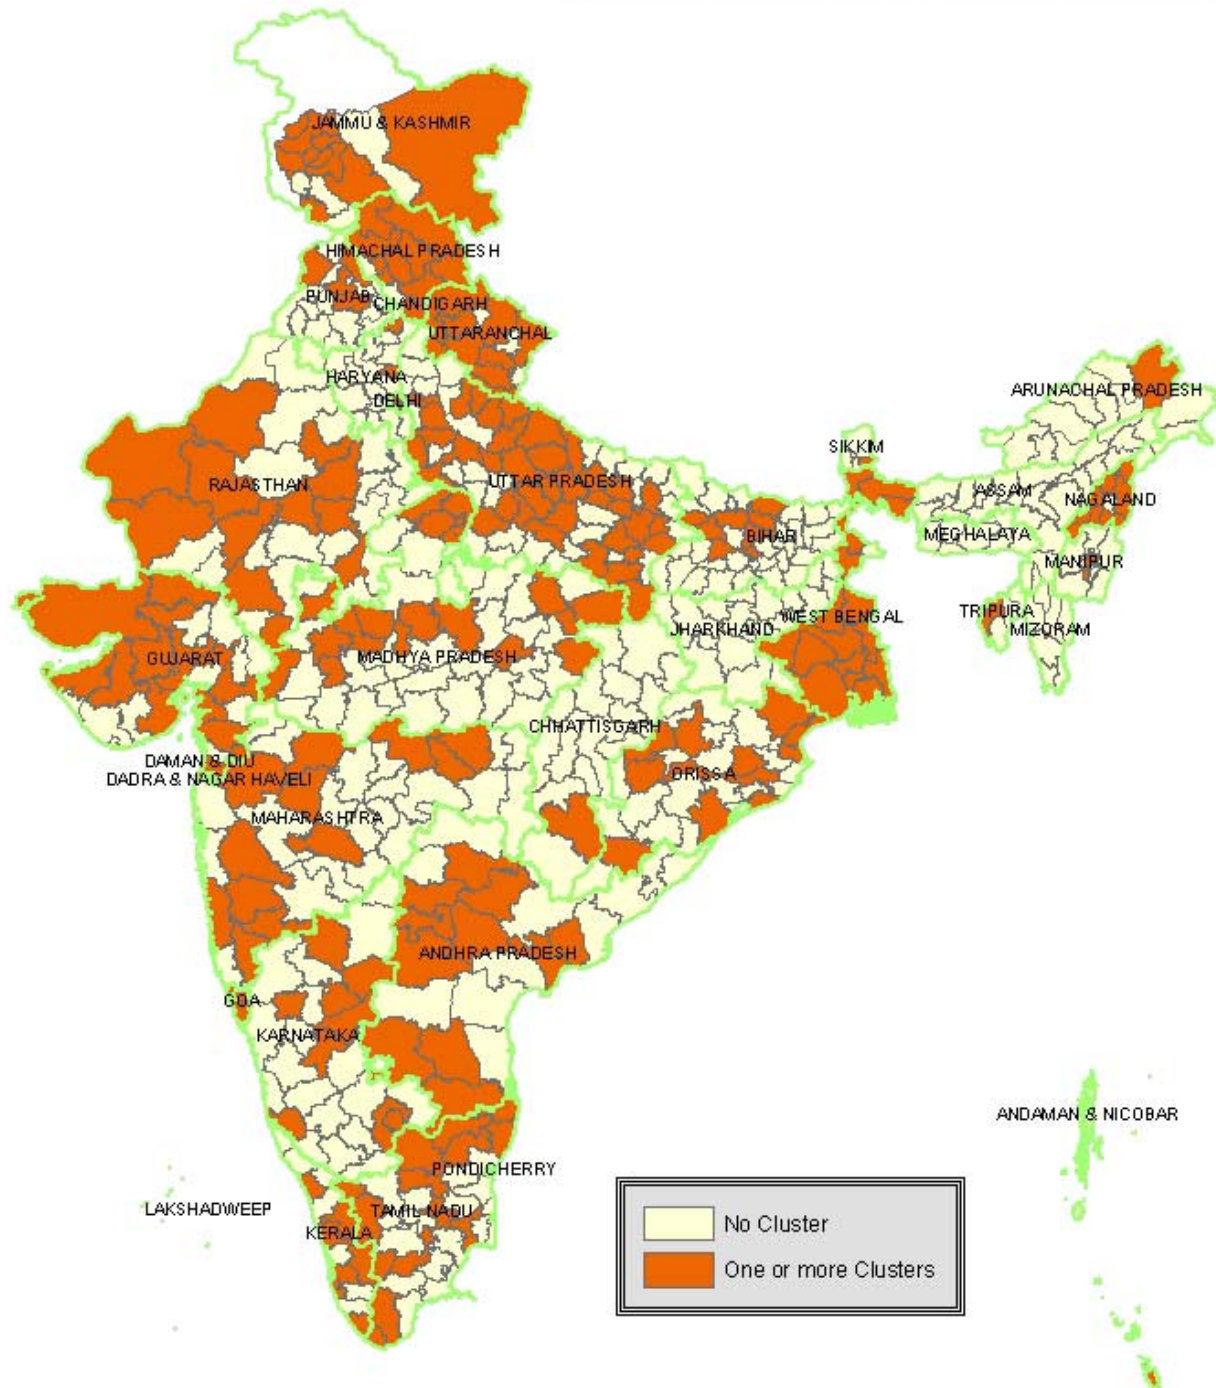 JAMMU & KASHMIR
HIMACHAL PRADESH
PUNJAB
CHANDIGARH
UTTARANCHAL
HARYANA
DELHI
ARUNACHAL PRADESH
SIKKIM
RAJASTHAN
UTTAR PRADESH
ASSAM
NAGALAND
BIHAR
MEGHALAYA
MANIPUR
TRIPURA
MIZORAM
WEST BENGAL
JHARKHAND
GUJARAT
MADHYA PRADESH
CHHATTISGARH
DAMAN & DIU
DADRA & NAGAR HAVELI
ORISSA
MAHARASHTRA
ANDHRA PRADESH
GOA
KARNATAKA
ANDAMAN & NICOBAR
PONDICHERRY
LAKSHADWEEP
TAMIL NADU
KERALA
No Cluster
One or more Clusters